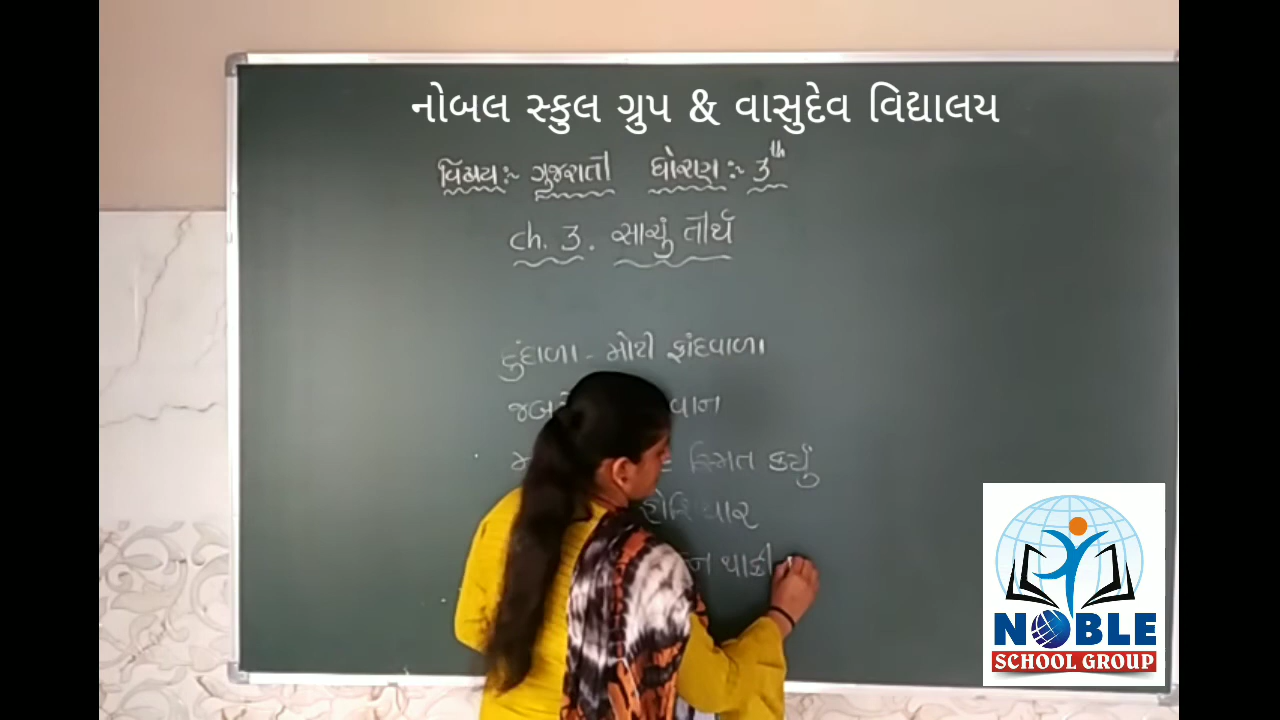 નોબલ સ્કુલ ગ્રુપ & વાસુદેવ વિદ્યાલય
વિષય:- ગુજરાતી ધોરણ:- 3th
ch. 3. સાચું તીર્થ
દુંદાળા - મોટી ફાંદવાળા
સ્મિત કર્યું
હોશિયાર
થાકી
NOBLE
SCHOOL GROUP